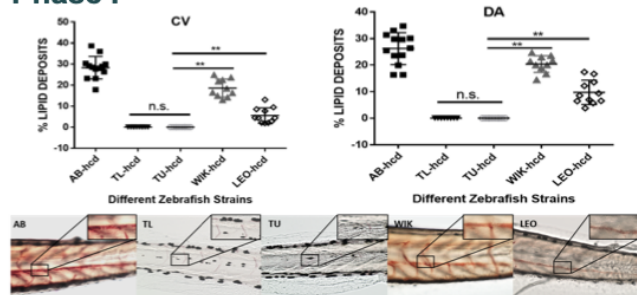 CV
DA
% LIPID DEPOSITS
50
40
30
20
10
0
-10
**
**
n.s.
AB-hcd
TL-hcd
TU-hcd
WIK-hcd
LEO-hcd
Different Zebrafish Strains
% LIPID DEPOSITS
40
30
20
10
0
-10
**
**
n.s.
AB-hcd
TL-hcd
TU-hcd
WIK-hcd
LEO-hcd
Different Zebrafish Strains
AB
TL
TU
WIK
LEO